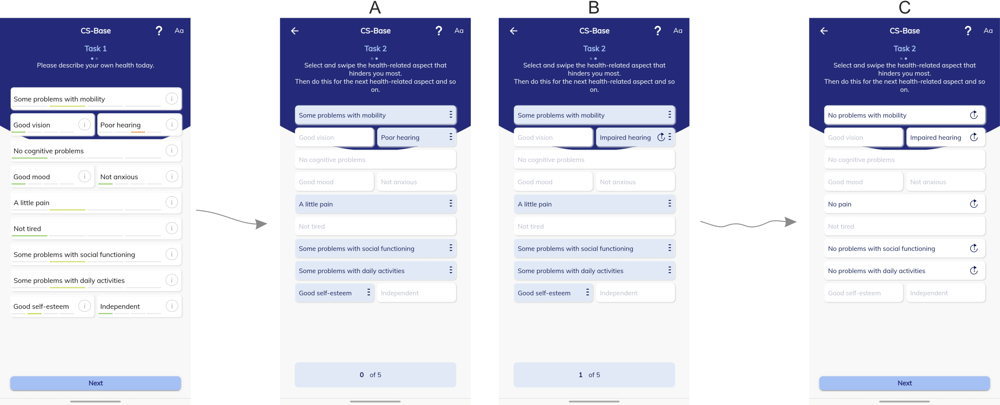 CS-Base
? Aa
Task 1
Please describe your own health today.
Some problems with mobility i
Good vision i
Poor hearing i
No cognitive problems i
Good mood i
Not anxious i
A little pain i
Not tired i
Some problems with social functioning i
Some problems with daily activities i
Good self-esteem i
Independent i
Next
A
CS-Base
? Aa
Task 2
Select and swipe the health-related aspect that
hinders you most.
Then do this for the next health-related aspect and so
on.
Some problems with mobility
Good vision
Poor hearing
No cognitive problems
Good mood
Not anxious
A little pain
Not tired
Some problems with social functioning
Some problems with daily activities
Good self-esteem
Independent
0 of 5
B
CS-Base
? Aa
Task 2
Select and swipe the health-related aspect that
hinders you most.
Then do this for the next health-related aspect and so
on.
Some problems with mobility
Good vision
Impaired hearing 1
No cognitive problems
Good mood
Not anxious
A little pain
Not tired
Some problems with social functioning
Some problems with daily activities
Good self-esteem
Independent
1 of 5
C
CS-Base
? Aa
Task 2
Select and swipe the health-related aspect that
hinders you most.
Then do this for the next health-related aspect and so
on.
No problems with mobility 1
Good vision
Impaired hearing 1
No cognitive problems
Good mood
Not anxious
No pain 1
Not tired
No problems with social functioning 1
No problems with daily activities 1
Good self-esteem
Independent
Next